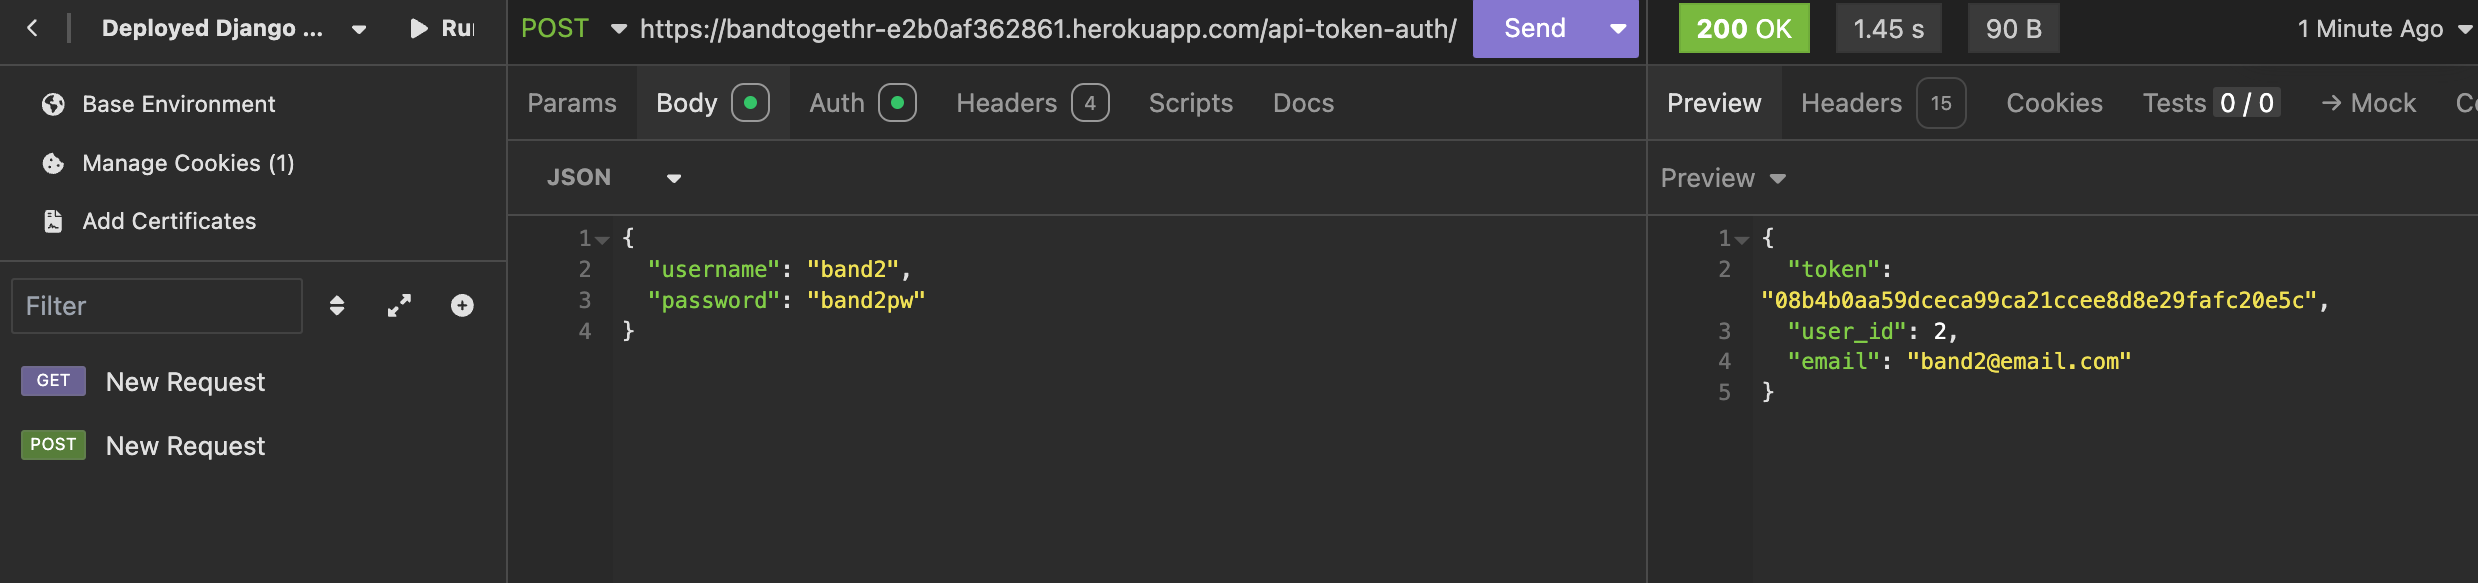 Deployed Django ...
Run
Base Environment
Manage Cookies (1)
Add Certificates
Filter
GET New Request
POST New Request
POST https://bandtogethr-e2b0af362861.herokuapp.com/api-token-auth/ Send
Params Body Auth Headers 4 Scripts Docs
JSON
1 {
2 "username": "band2",
3 "password": "band2pw"
4 }
200 OK 1.45 s 90 B 1 Minute Ago
Preview Headers 15 Cookies Tests 0 / 0 → Mock
Preview
1 {
2 "token":
"08b4b0aa59dceca99ca21ccee8d8e29fafc20e5c",
3 "user_id": 2,
4 "email": "band2@email.com"
5 }